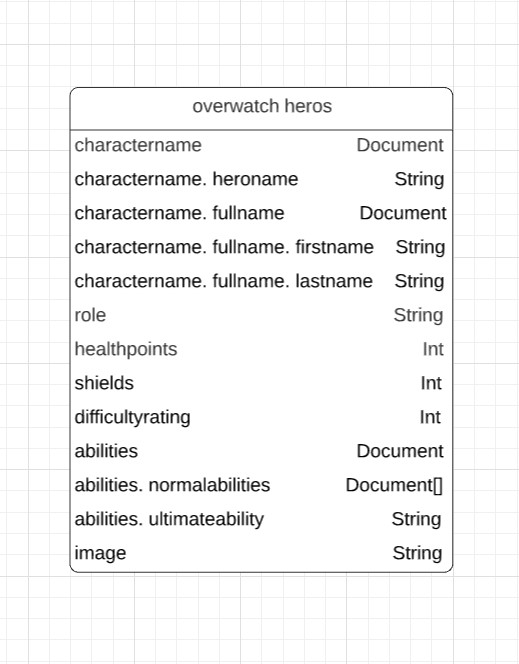 overwatch heros
charactername Document
charactername. heroname String
charactername. fullname Document
charactername. fullname. firstname String
charactername. fullname. lastname String
role String
healthpoints Int
shields Int
difficultyrating Int
abilities Document
abilities. normalabilities Document[]
abilities. ultimateability String
image String